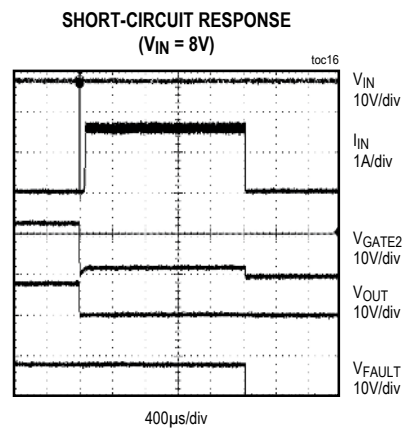 SHORT-CIRCUIT RESPONSE
(VIN = 8V)
toc16
VIN
10V/div
IIN
1A/div
VGATE2
10V/div
VOUT
10V/div
VFAULT
10V/div
400µs/div